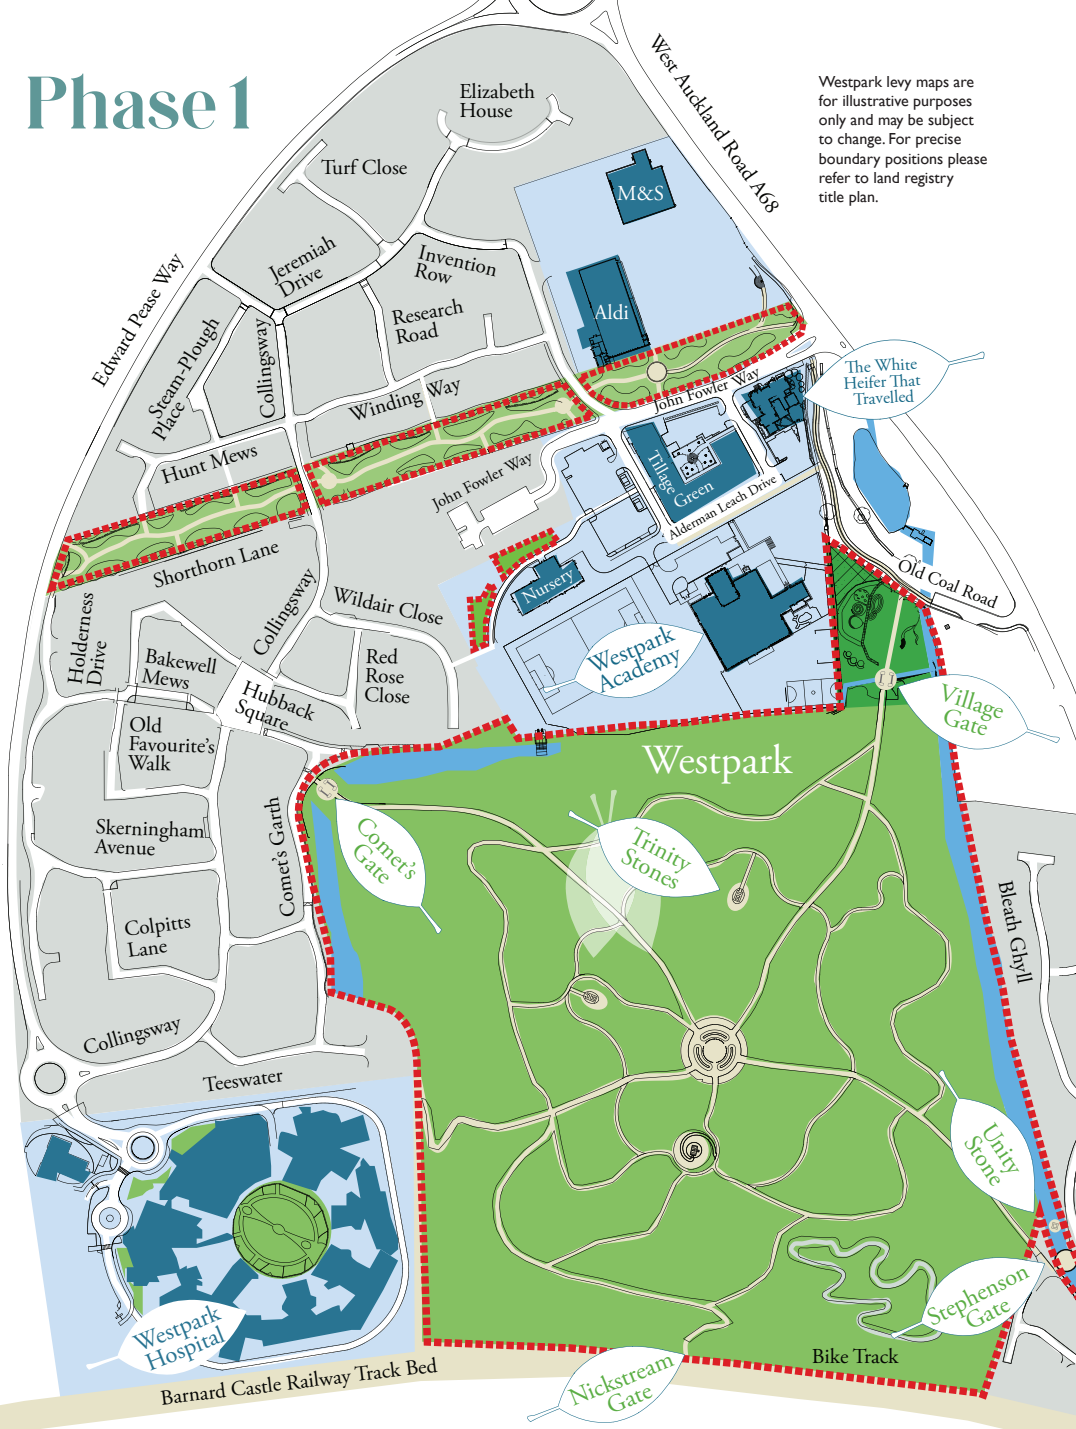 Phase 1
Westpark levy maps are
for illustrative purposes
only and may be subject
to change. For precise
boundary positions please
refer to land registry
title plan.
West Auckland Road A68
Elizabeth
House
Turf Close
M&S
Edward Pease Way
Jeremiah
Drive
Invention
Row
Research
Road
Aldi
Steam-Plough
Place
Collingsway
Winding Way
John Fowler Way
The White
Heifer That
Travelled
Hunt Mews
John Fowler Way
Tillage
Green
Alderman Leach Drive
Shorthorn Lane
Old Coal Road
Nursery
Holderness
Drive
Collingsway
Wildair Close
Bakewell
Mews
Red
Rose
Close
Westpark
Academy
Hubback
Square
Village
Gate
Old
Favourite's
Walk
Westpark
Skerningham
Avenue
Comet's Garth
Comet's
Gate
Trinity
Stones
Bleath Ghyll
Colpitts
Lane
Collingsway
Teeswater
Unity
Stone
Westpark
Hospital
Stephenson
Gate
Bike Track
Nickstream
Gate
Barnard Castle Railway Track Bed